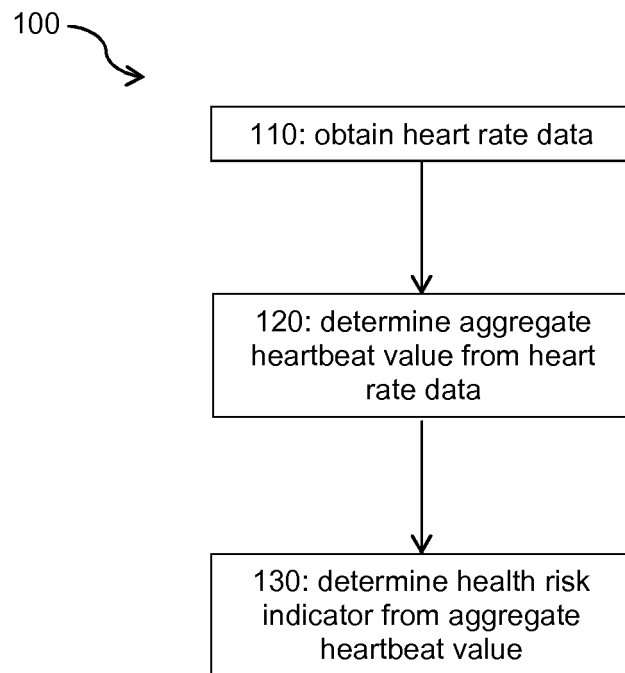 100
110: obtain heart rate data
120: determine aggregate
heartbeat value from heart
rate data
130: determine health risk
indicator from aggregate
heartbeat value